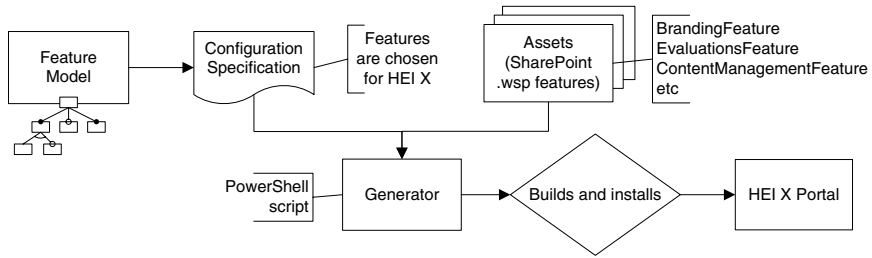 Feature
Model
Configuration
Specification
Features
are chosen
for HEI X
Assets
(SharePoint
.wsp features)
BrandingFeature
EvaluationsFeature
ContentManagementFeature
etc
PowerShell
script
Generator
Builds and installs
HEI X Portal